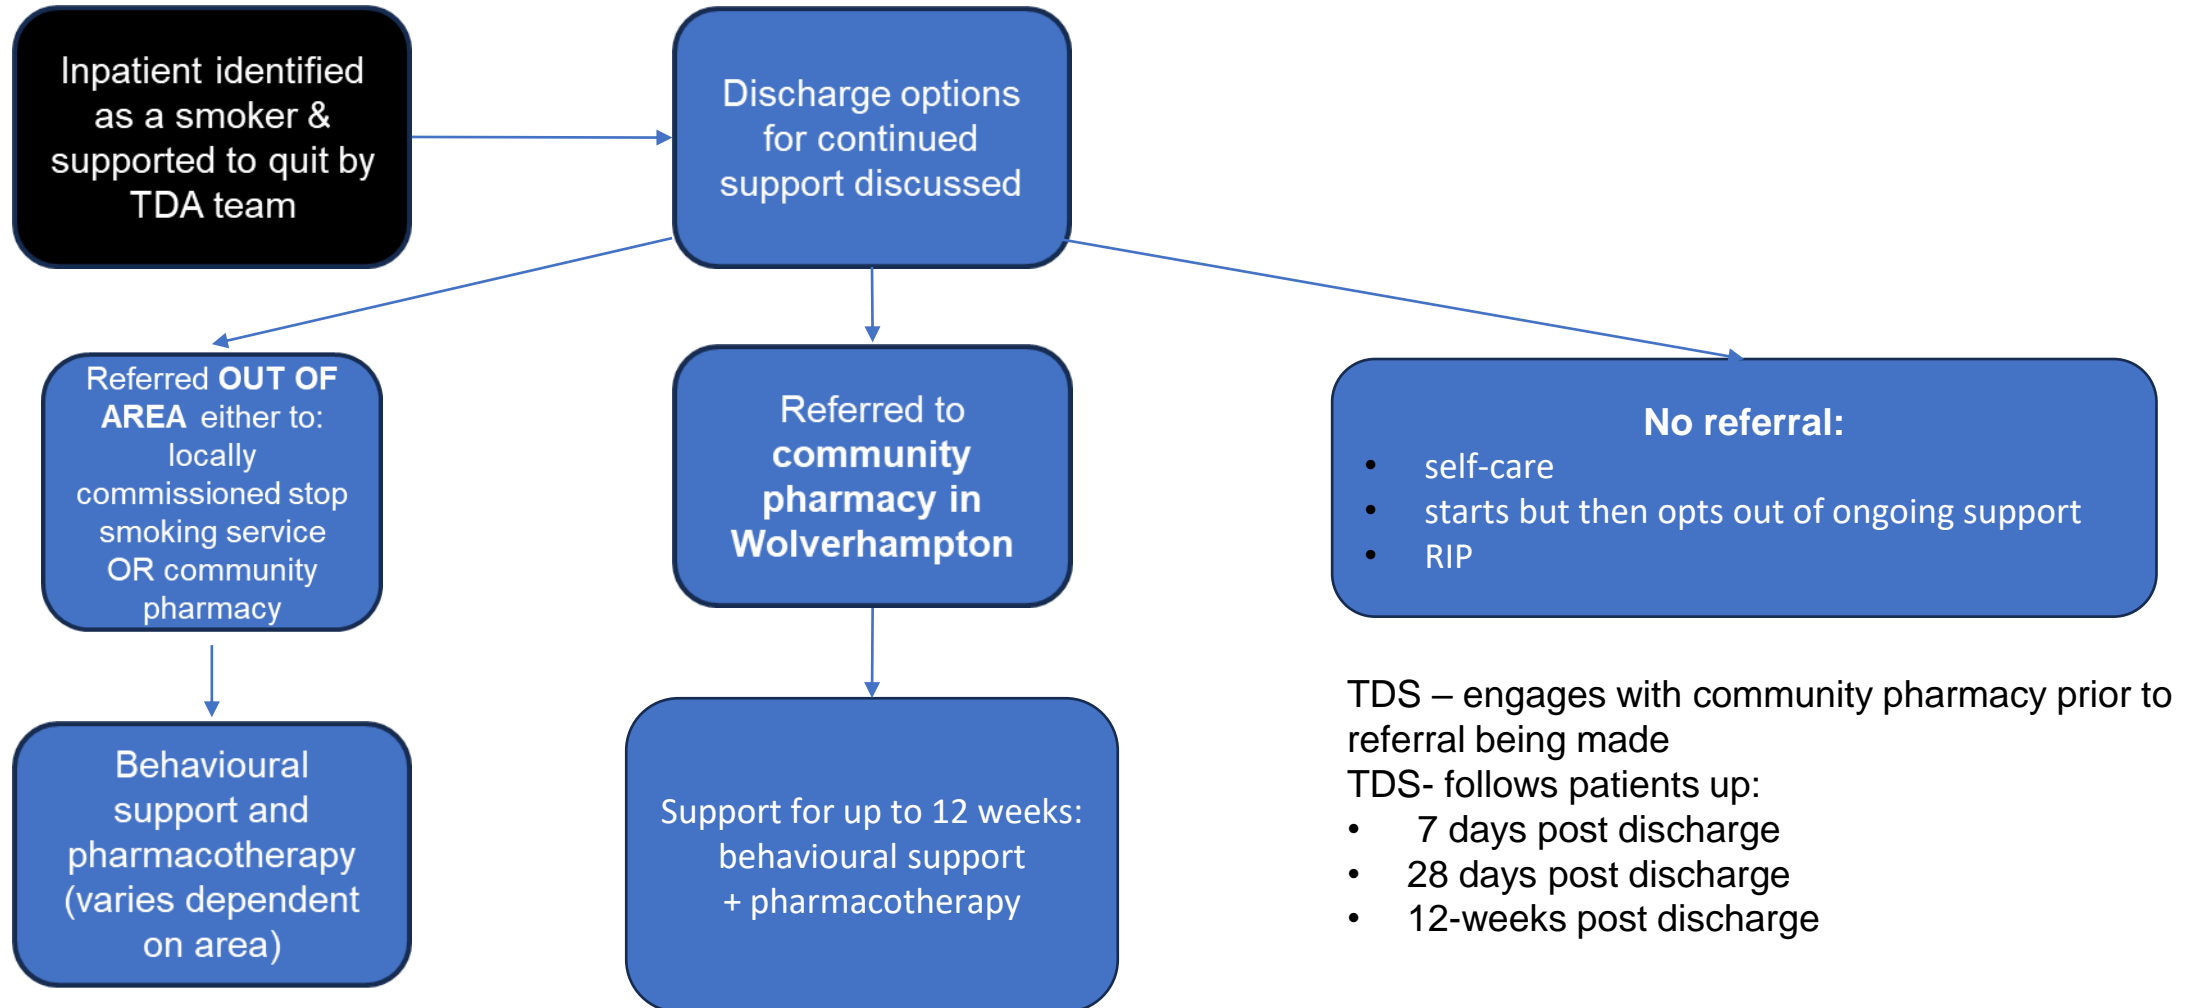 Inpatient identified
as a smoker &
supported to quit by
TDA team
Discharge options
for continued
support discussed
Referred OUT OF
AREA either to:
locally
commissioned stop
smoking service
OR community
pharmacy
Referred to
community
pharmacy in
Wolverhampton
No referral:
• self-care
• starts but then opts out of ongoing support
• RIP
Behavioural
support and
pharmacotherapy
(varies dependent
on area)
Support for up to 12 weeks:
behavioural support
+ pharmacotherapy
TDS – engages with community pharmacy prior to
referral being made
TDS- follows patients up:
• 7 days post discharge
• 28 days post discharge
• 12-weeks post discharge